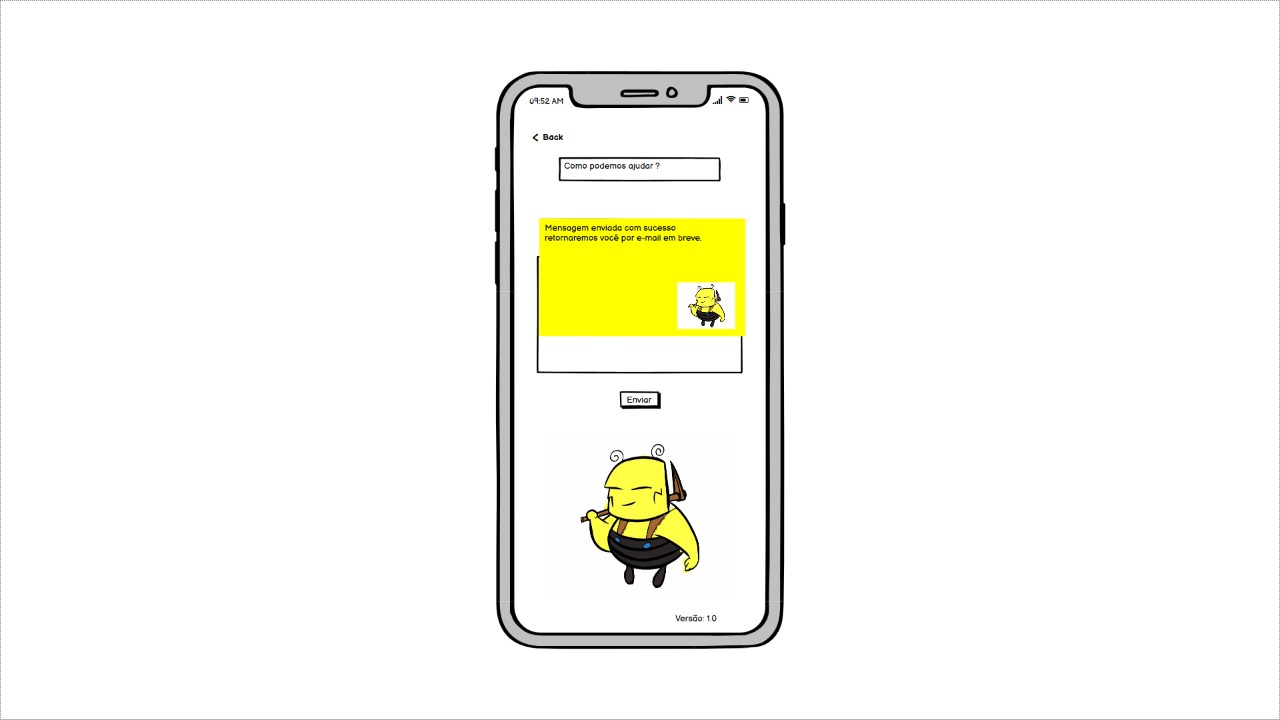 09:52 AM
Back
Como podemos ajudar ?
Mensagem enviada com sucesso
retornaremos você por e-mail em breve.
Enviar
Versão: 1.0